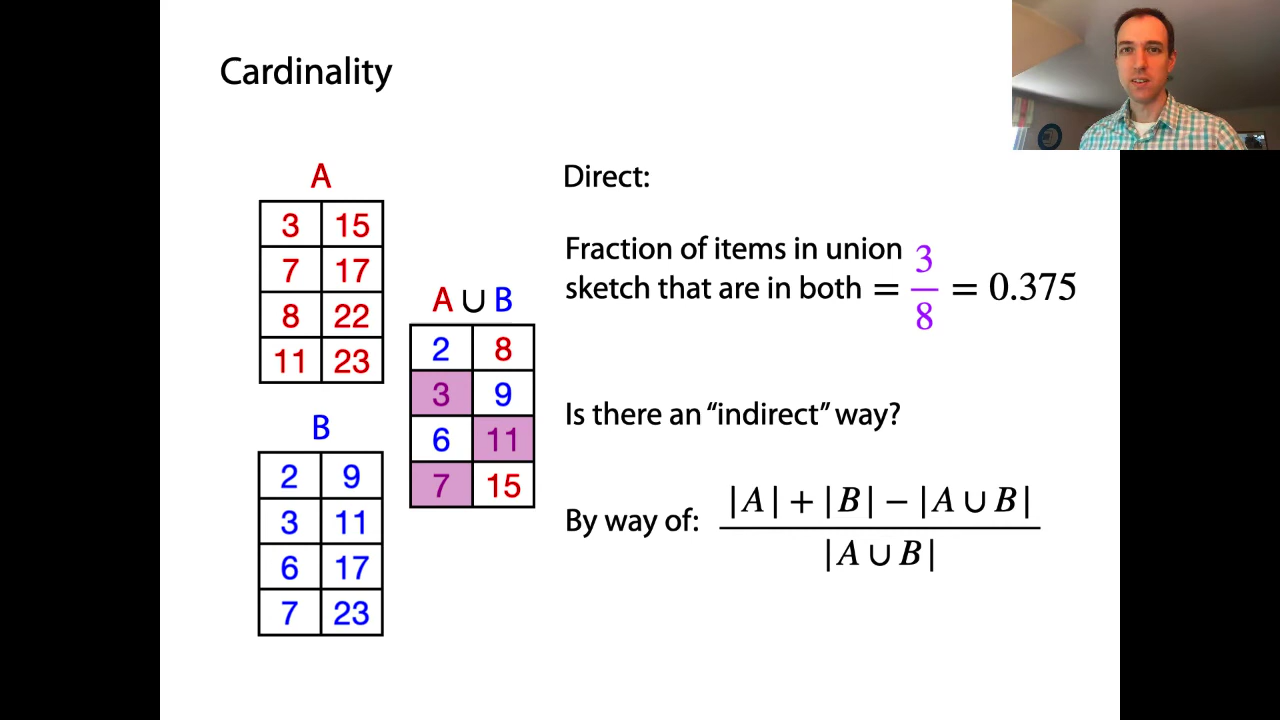 Cardinality
A
3 15
7 17
8 22
11 23
B
2 9
3 11
6 17
7 23
A ∪ B
2 8
3 9
6 11
7 15
Direct:
Fraction of items in union
sketch that are in both = 3/8 = 0.375
Is there an “indirect” way?
By way of: |A| + |B| − |A ∪ B|
|A ∪ B|